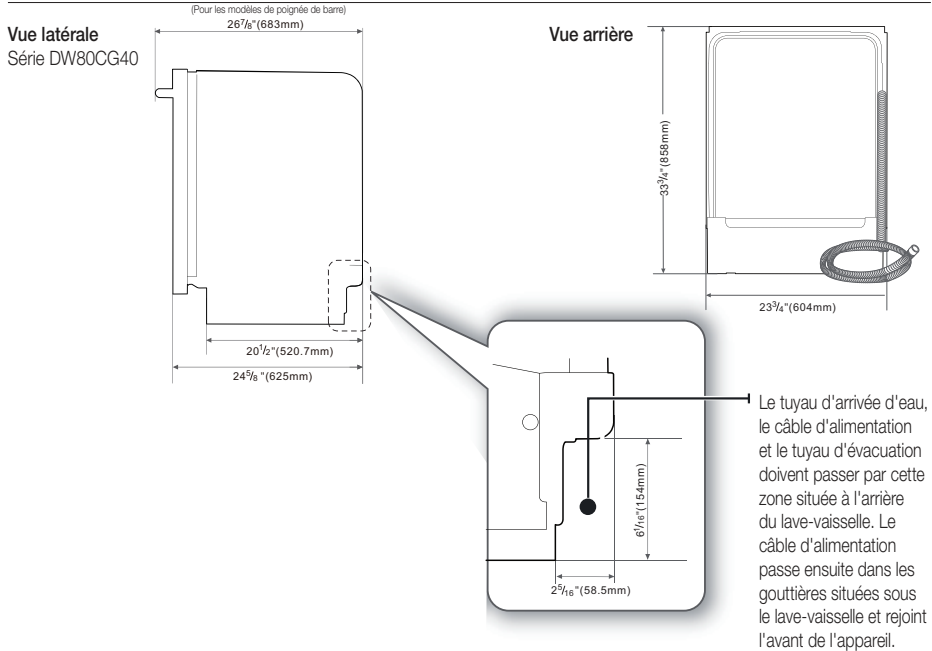 (Pour les modèles de poignée de barre)
26⁷/₈"(683mm)
Vue latérale
Série DW80CG40
Vue arrière
33³/₄"(858mm)
23³/₄"(604mm)
20¹/₂"(520.7mm)
24⁵/₈ "(625mm)
6¹/₁₆"(154mm)
2⁵/₁₆"(58.5mm)
Le tuyau d'arrivée d'eau,
le câble d'alimentation
et le tuyau d'évacuation
doivent passer par cette
zone située à l'arrière
du lave-vaisselle. Le
câble d'alimentation
passe ensuite dans les
gouttières situées sous
le lave-vaisselle et rejoint
l'avant de l'appareil.